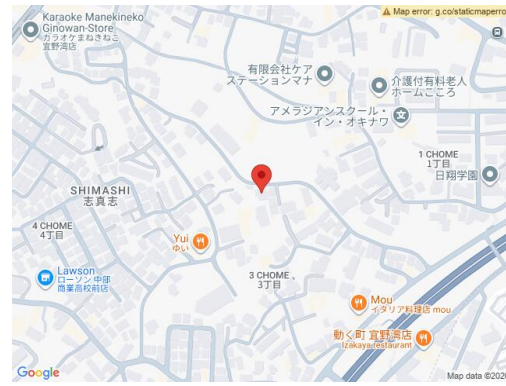 Map error: g.co/staticmaperro
Karaoke Manekineko
Ginowan-Store
カラオケまねきねこ
宜野湾店
有限会社ケア
ステーションマナ
介護付有料老人
ホームこころ
アメラジアンスクール・
イン・オキナワ
1 CHOME
1丁目
日翔学園
SHIMASHI
志真志
4 CHOME
4丁目
Yui
ゆい
Lawson
ローソン 中部
商業高校前店
3 CHOME
3丁目
Mou
イタリア料理店 mou
動く町 宜野湾店
Izakaya restaurant
Google
Map data ©202